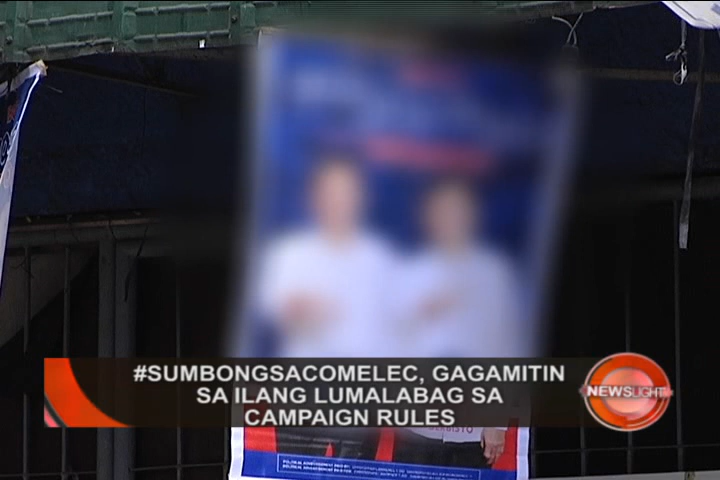 #SUMBONGSACOMELEC, GAGAMITIN
SA ILANG LUMALABAG SA
CAMPAIGN RULES
NEWSLIGHT